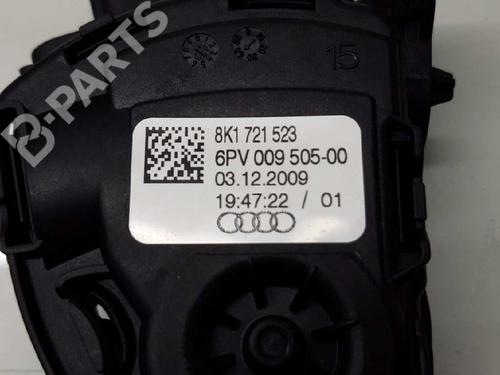 B-PARTS
15
8K1 721 523
6PV 009 505-00
03.12.2009
19:47:22 / 01